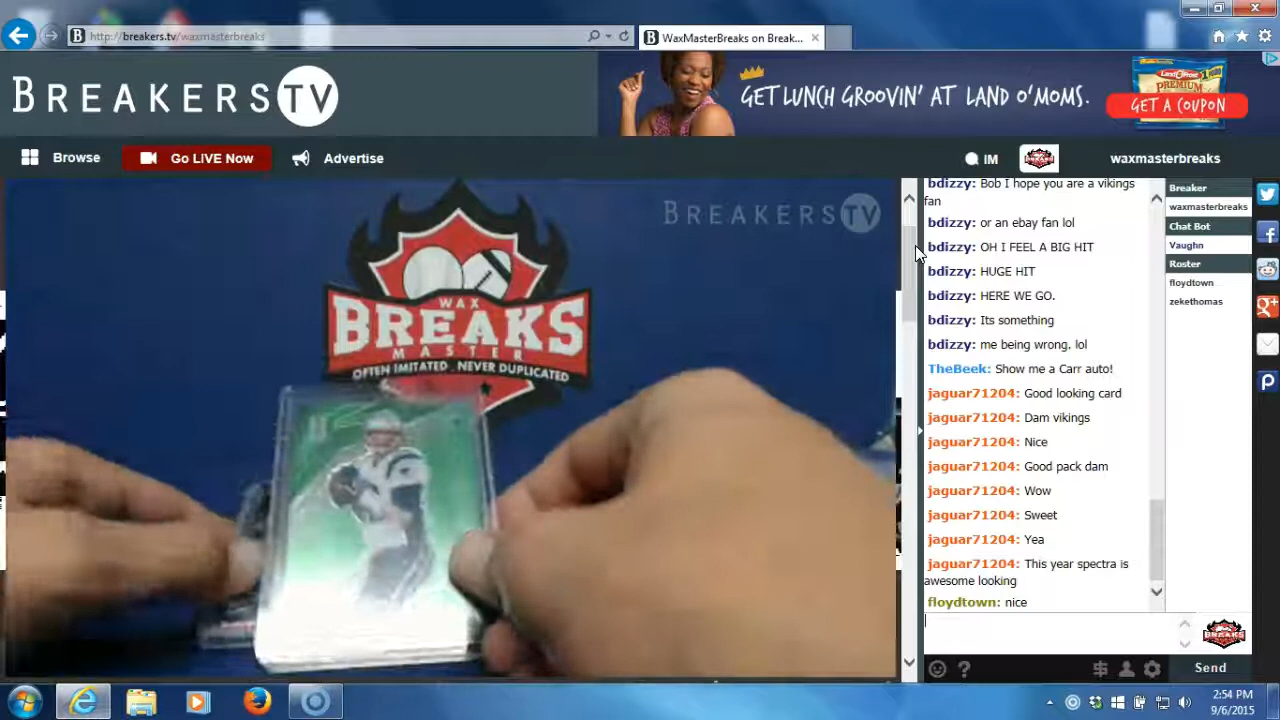 http://breakers.tv/waxmasterbreaks
WaxMasterBreaks on Break...
BREAKERS TV
GET LUNCH GROOVIN' AT LAND O'MOMS.
PREMIUM
GET A COUPON
Browse
Go LIVE Now
Advertise
IM
waxmasterbreaks
BREAKERS TV
WAX
BREAKS
MASTER
OFTEN IMITATED. NEVER DUPLICATED
bdizzy: Bob I hope you are a vikings
fan
bdizzy: or an ebay fan lol
bdizzy: OH I FEEL A BIG HIT
bdizzy: HUGE HIT
bdizzy: HERE WE GO.
bdizzy: Its something
bdizzy: me being wrong. lol
TheBeek: Show me a Carr auto!
jaguar71204: Good looking card
jaguar71204: Dam vikings
jaguar71204: Nice
jaguar71204: Good pack dam
jaguar71204: Wow
jaguar71204: Sweet
jaguar71204: Yea
jaguar71204: This year spectra is
awesome looking
floydtown: nice
Breaker
waxmasterbreaks
Chat Bot
Vaughn
Roster
floydtown
zekethomas
BREAKS
Send
2:54 PM
9/6/2015